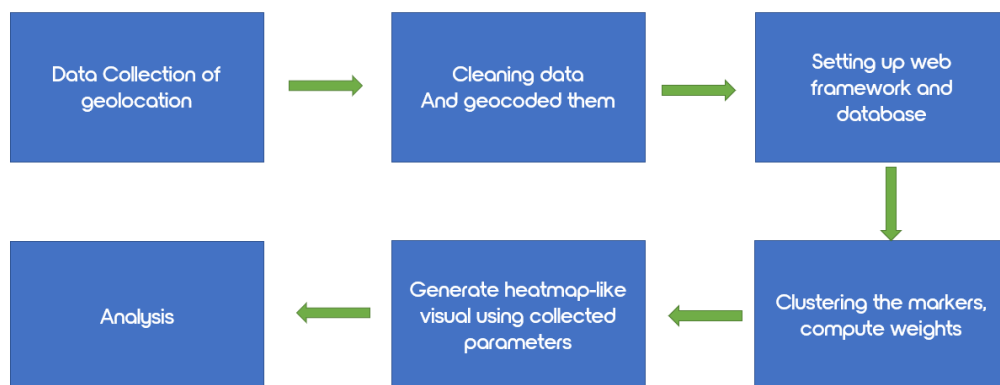 Data Collection of
geolocation
Cleaning data
And geocoded them
Setting up web
framework and
database
Clustering the markers,
compute weights
Generate heatmap-like
visual using collected
parameters
Analysis